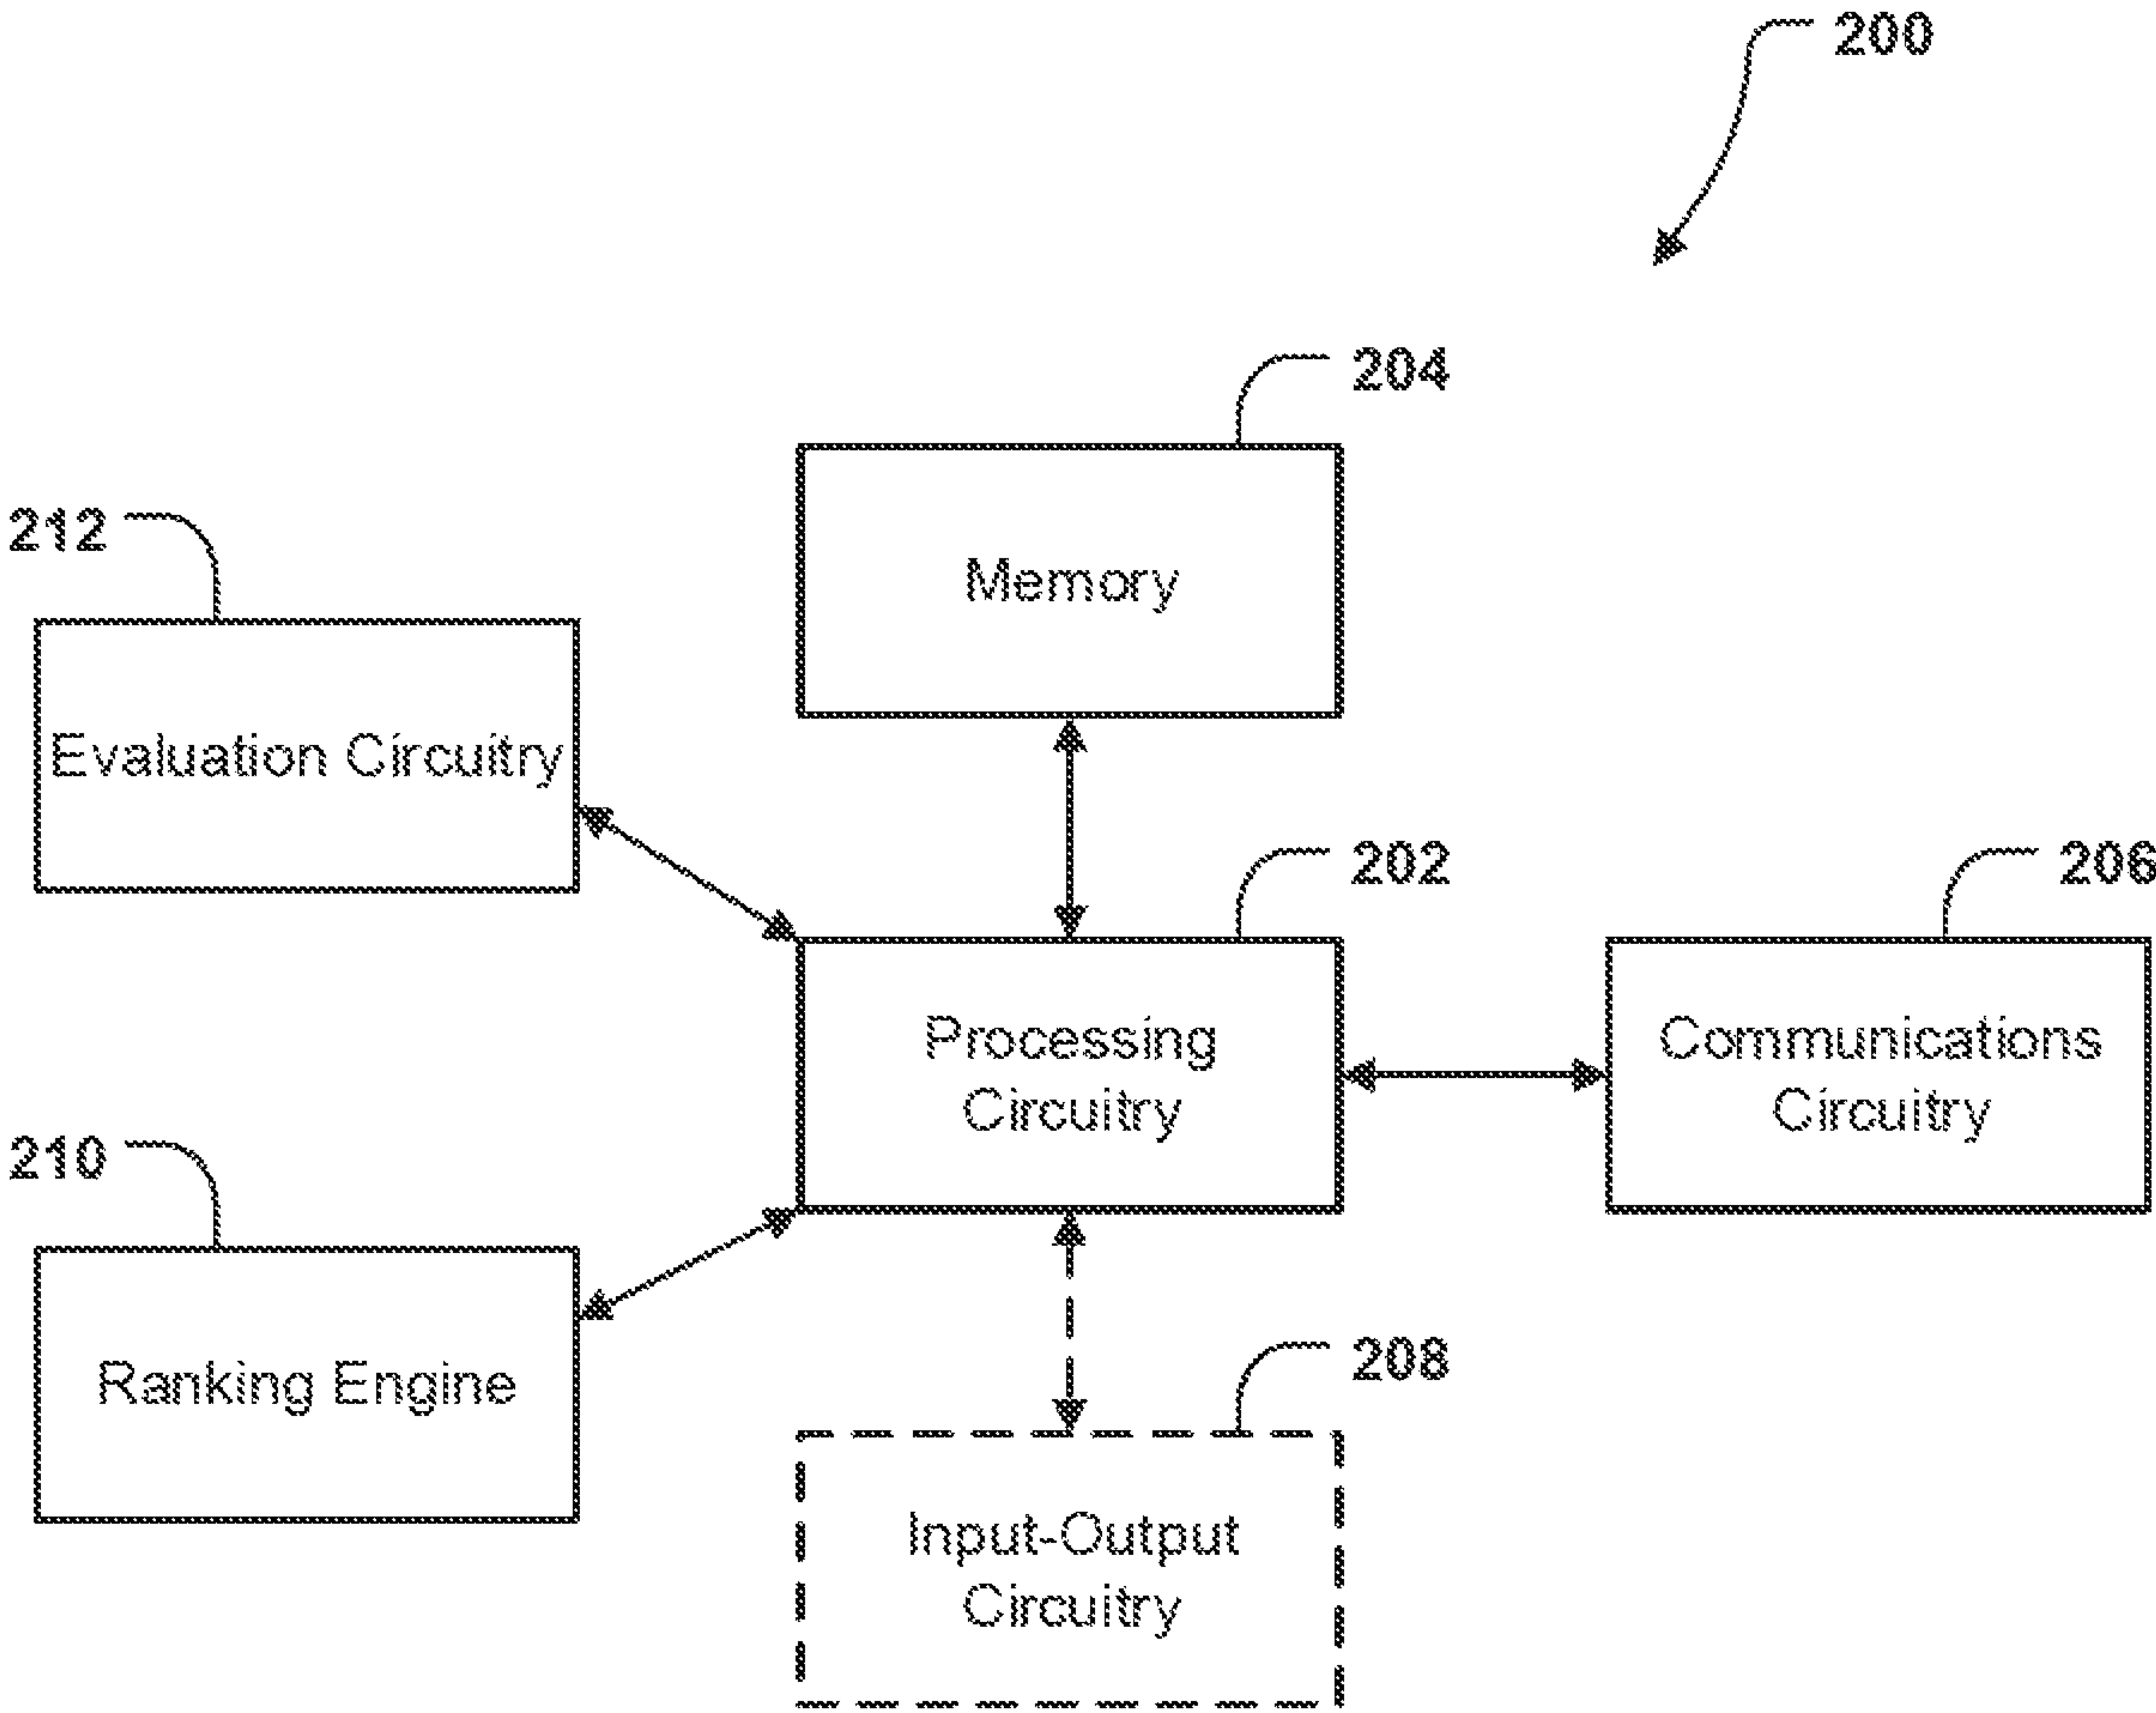 200
204
Memory
212
Evaluation Circuitry
202
206
Processing
Circuitry
Communications
Circuitry
210
Ranking Engine
208
Input-Output
Circuitry